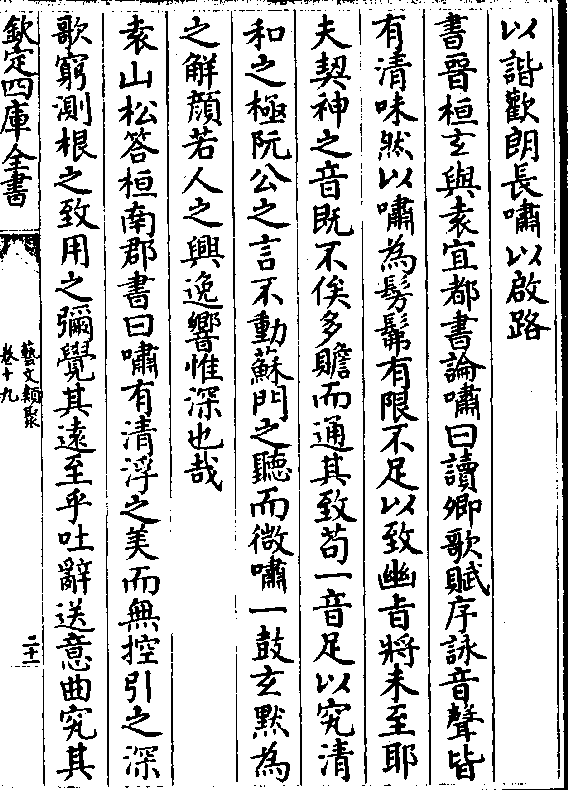 以諧歡朗長嘯以啟路
書晉桓玄與袁宜都書論嘯曰讀卿歌賦序詠音聲皆
有清味然以嘯為髣髴有限不足以致幽旨將未至耶
夫契神之音既不俟多贍而通其致苟一音足以究清
和之極阮公之言不動蘇門之聽而微嘯一鼓玄默為
之解顔若人之興逸響惟深也哉
袁山松答桓南郡書曰嘯有清浮之美而無控引之深
歌窮測根之致用之彌覺其遠至乎吐辭送意曲究其
欽定四庫全書
藝文類聚
卷十九
二十一